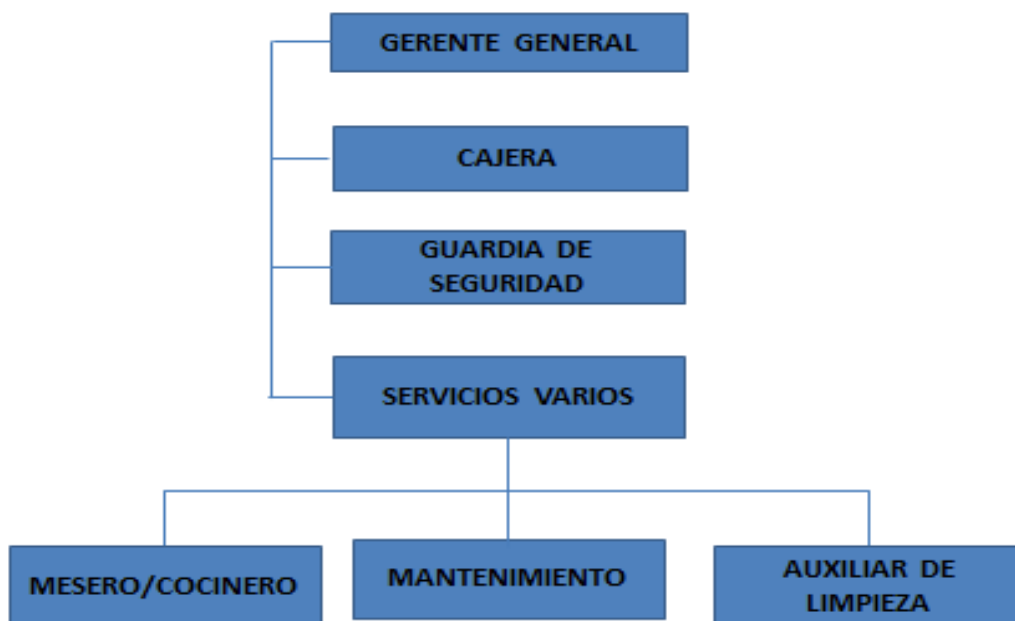 GERENTE GENERAL
CAJERA
GUARDIA DE
SEGURIDAD
SERVICIOS VARIOS
MESERO/COCINERO
MANTENIMIENTO
AUXILIAR DE
LIMPIEZA